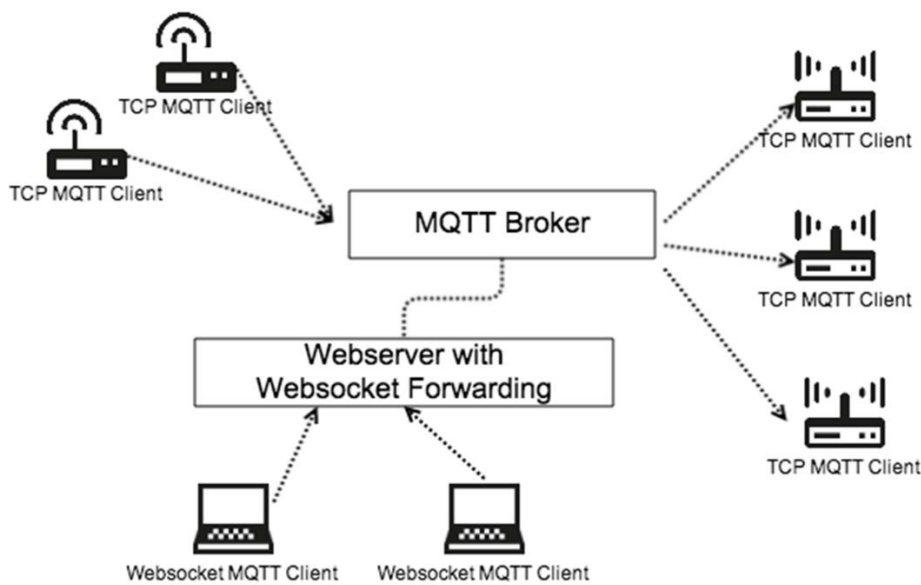 TCP MQTT Client
TCP MQTT Client
TCP MQTT Client
MQTT Broker
TCP MQTT Client
Webserver with
Websocket Forwarding
TCP MQTT Client
Websocket MQTT Client
Websocket MQTT Client